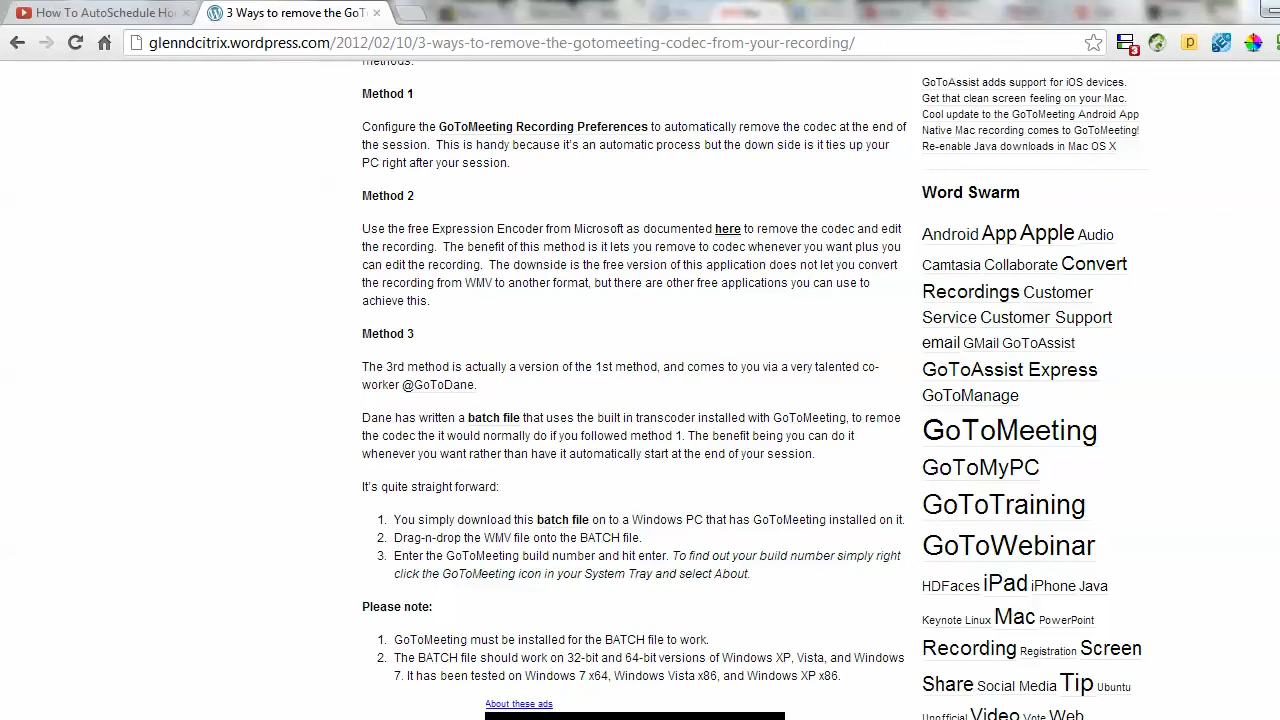 How To AutoSchedule Ho
3 Ways to remove the GoT
glenndcitrix.wordpress.com/2012/02/10/3-ways-to-remove-the-gotomeeting-codec-from-your-recording/
3
p
methods.
Method 1
Configure the GoToMeeting Recording Preferences to automatically remove the codec at the end of
the session. This is handy because it's an automatic process but the down side is it ties up your
PC right after your session.
Method 2
Use the free Expression Encoder from Microsoft as documented here to remove the codec and edit
the recording. The benefit of this method is it lets you remove to codec whenever you want plus you
can edit the recording. The downside is the free version of this application does not let you convert
the recording from WMV to another format, but there are other free applications you can use to
achieve this.
Method 3
The 3rd method is actually a version of the 1st method, and comes to you via a very talented co-
worker @GoToDane.
Dane has written a batch file that uses the built in transcoder installed with GoToMeeting, to remoe
the codec the it would normally do if you followed method 1. The benefit being you can do it
whenever you want rather than have it automatically start at the end of your session.
It's quite straight forward:
1. You simply download this batch file on to a Windows PC that has GoToMeeting installed on it.
2. Drag-n-drop the WMV file onto the BATCH file.
3. Enter the GoToMeeting build number and hit enter. To find out your build number simply right
click the GoToMeeting icon in your System Tray and select About.
Please note:
1. GoToMeeting must be installed for the BATCH file to work.
2. The BATCH file should work on 32-bit and 64-bit versions of Windows XP, Vista, and Windows
7. It has been tested on Windows 7 x64, Windows Vista x86, and Windows XP x86.
About these ads
GoToAssist adds support for iOS devices.
Get that clean screen feeling on your Mac.
Cool update to the GoToMeeting Android App
Native Mac recording comes to GoToMeeting!
Re-enable Java downloads in Mac OS X
Word Swarm
Android App Apple Audio
Camtasia Collaborate Convert
Recordings Customer
Service Customer Support
email GMail GoToAssist
GoToAssist Express
GoToManage
GoToMeeting
GoToMyPC
GoToTraining
GoToWebinar
HDFaces iPad iPhone Java
Keynote Linux Mac PowerPoint
Recording Registration Screen
Share Social Media Tip Ubuntu
Unofficial Video Vote Web